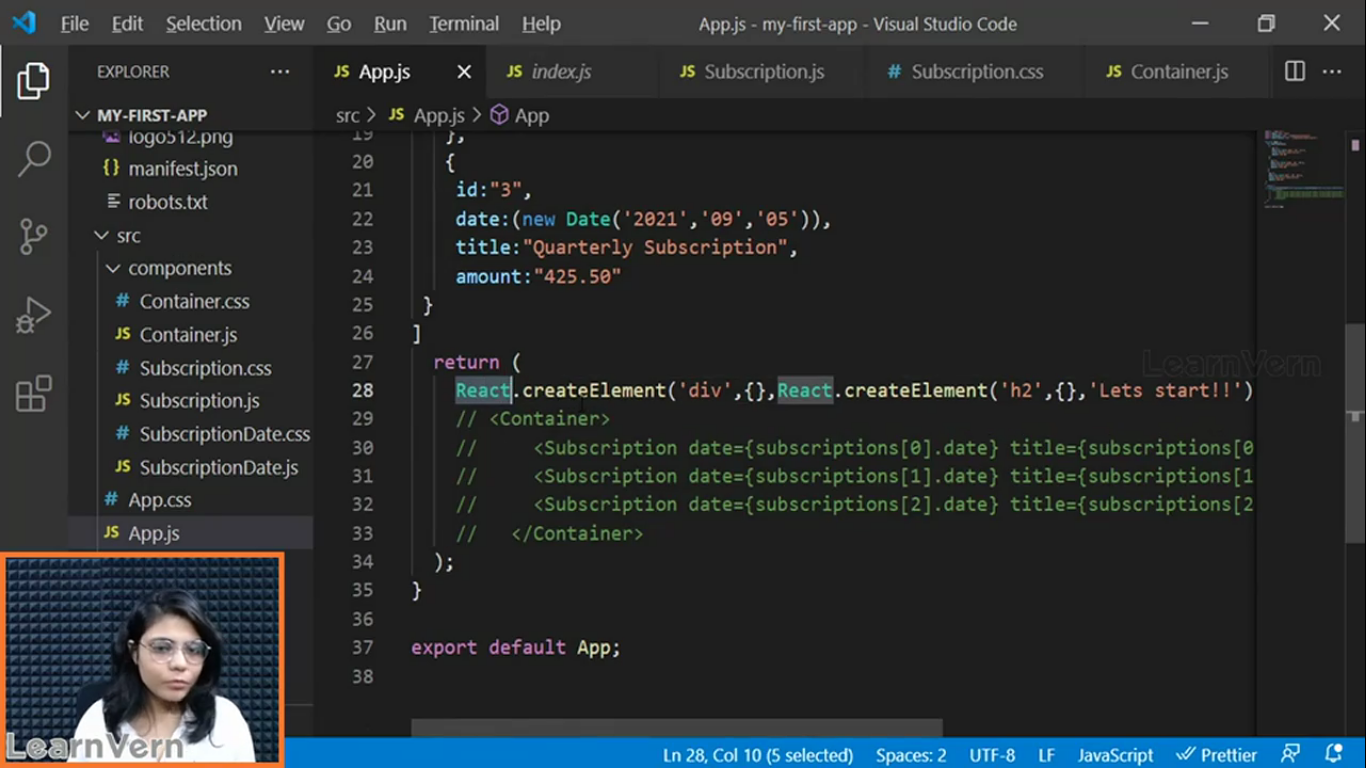 File Edit Selection View Go Run Terminal Help App.js - my-first-app - Visual Studio Code
EXPLORER
JS App.js
JS index.js
JS Subscription.js
# Subscription.css
JS Container.js
MY-FIRST-APP
logo512.png
{} manifest.json
robots.txt
src
components
# Container.css
JS Container.js
# Subscription.css
JS Subscription.js
# SubscriptionDate.css
JS SubscriptionDate.js
# App.css
JS App.js
src > JS App.js > App
19 },
20 {
21 id:"3",
22 date:(new Date('2021','09','05')),
23 title:"Quarterly Subscription",
24 amount:"425.50"
25 }
26 ]
27 return (
28 React.createElement('div',{},React.createElement('h2',{},'Lets start!!')
29 // <Container>
30 // <Subscription date={subscriptions[0].date} title={subscriptions[0
31 // <Subscription date={subscriptions[1].date} title={subscriptions[1
32 // <Subscription date={subscriptions[2].date} title={subscriptions[2
33 // </Container>
34 );
35 }
36
37 export default App;
38
LearnVern
LearnVern
Ln 28, Col 10 (5 selected) Spaces: 2 UTF-8 LF JavaScript Prettier